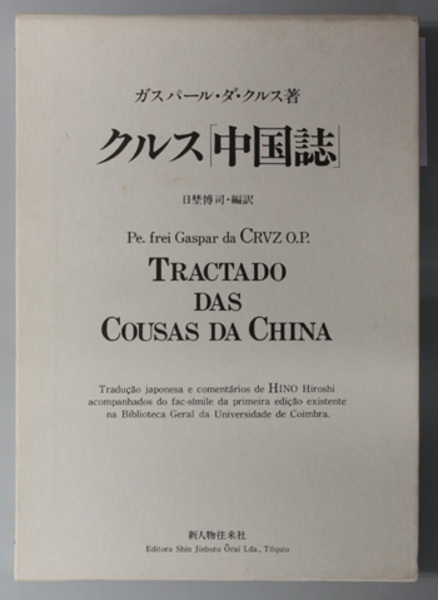 ガスパール・ダ・クルス著
クルス「中国誌」
日埜博司・編訳
Pe. frei Gaspar da CRVZ O.P.
TRACTADO
DAS
COUSAS DA CHINA
Tradução japonesa e comentários de HINO Hiroshi
acompanhados do fac-símile da primeira edição existente
na Biblioteca Geral da Universidade de Coimbra.
新人物往来社
Editora Shin Jinbutu Ôrai Lda., Tóquio